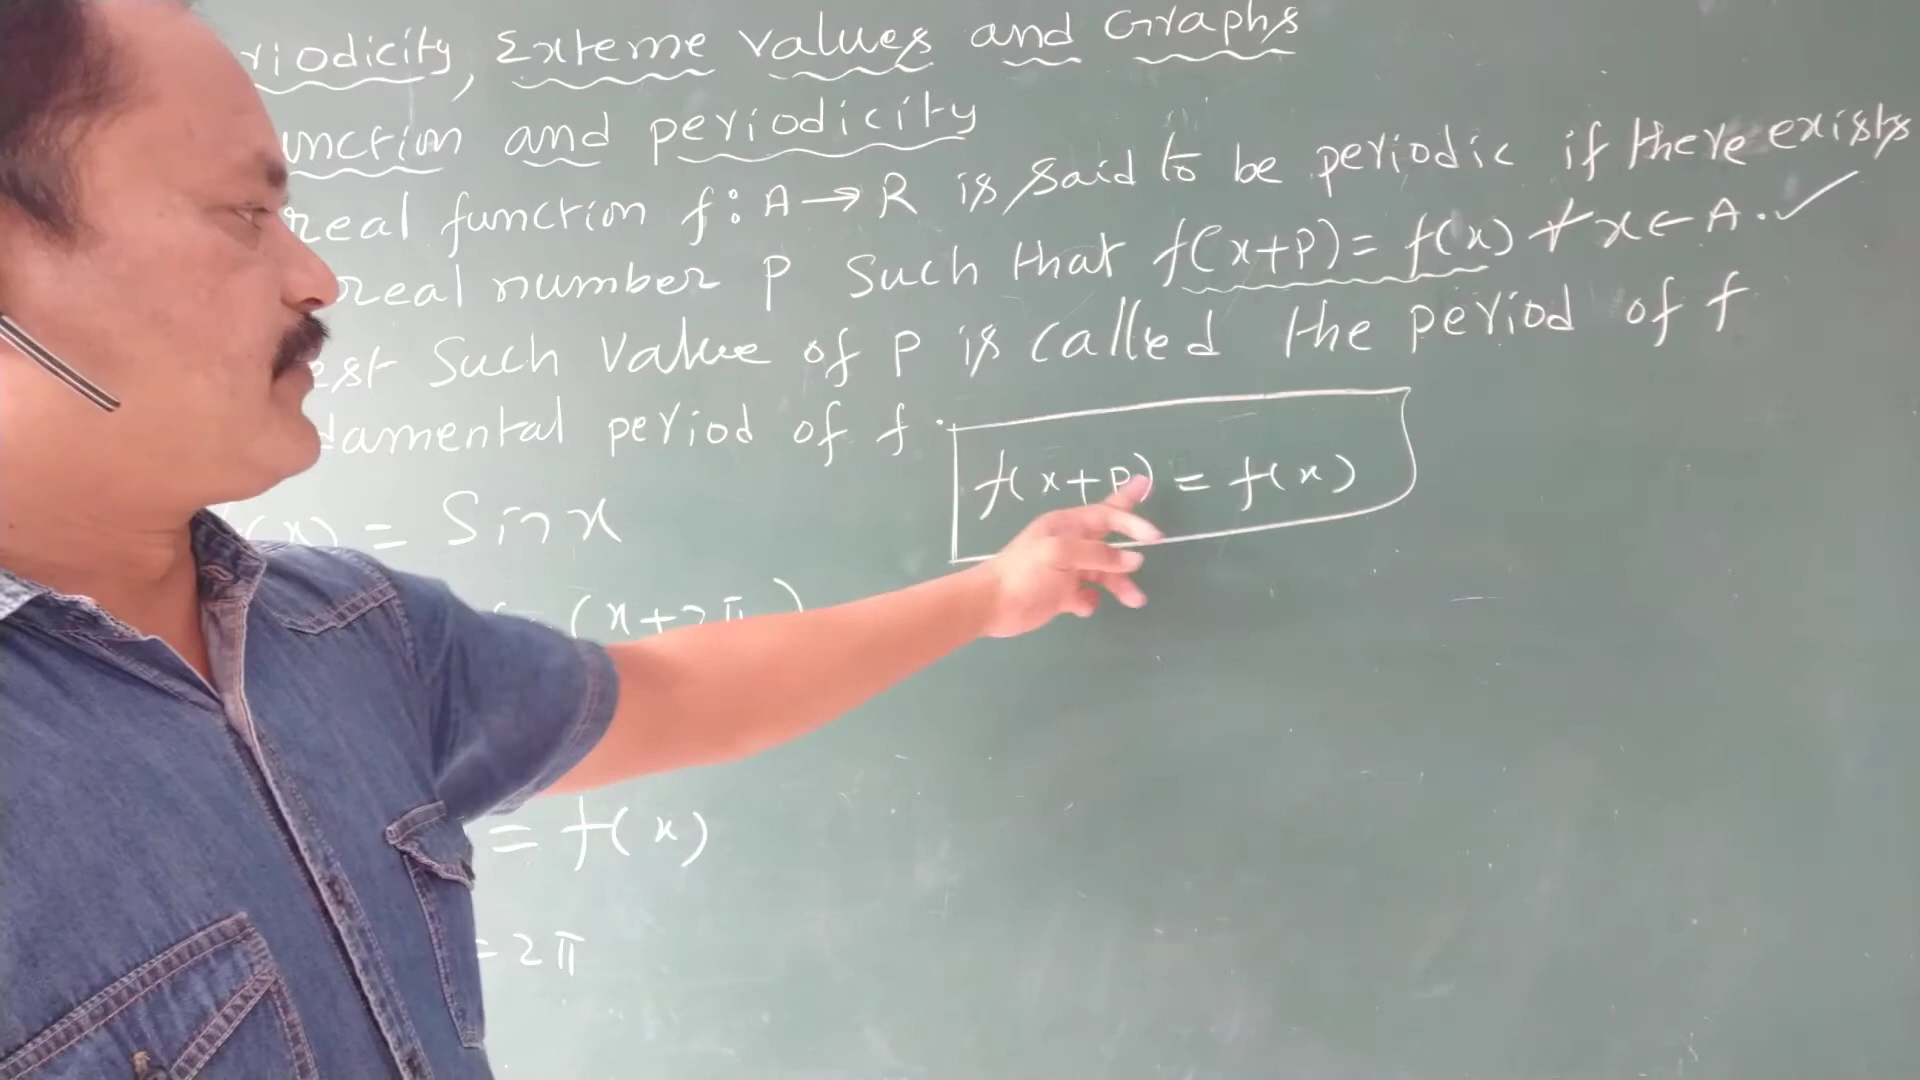 riodicity, Exteme values and Graphs
unction and periodicity
real function f: A → R is said to be periodic if there exists
real number P such that f(x+P) = f(x) ∀ x ∈ A. ✓
est such value of P is called the period of f
damental period of f.
f(x+P) = f(x)
(x) = Sin x
(x+2π)
= f(x)
= 2π